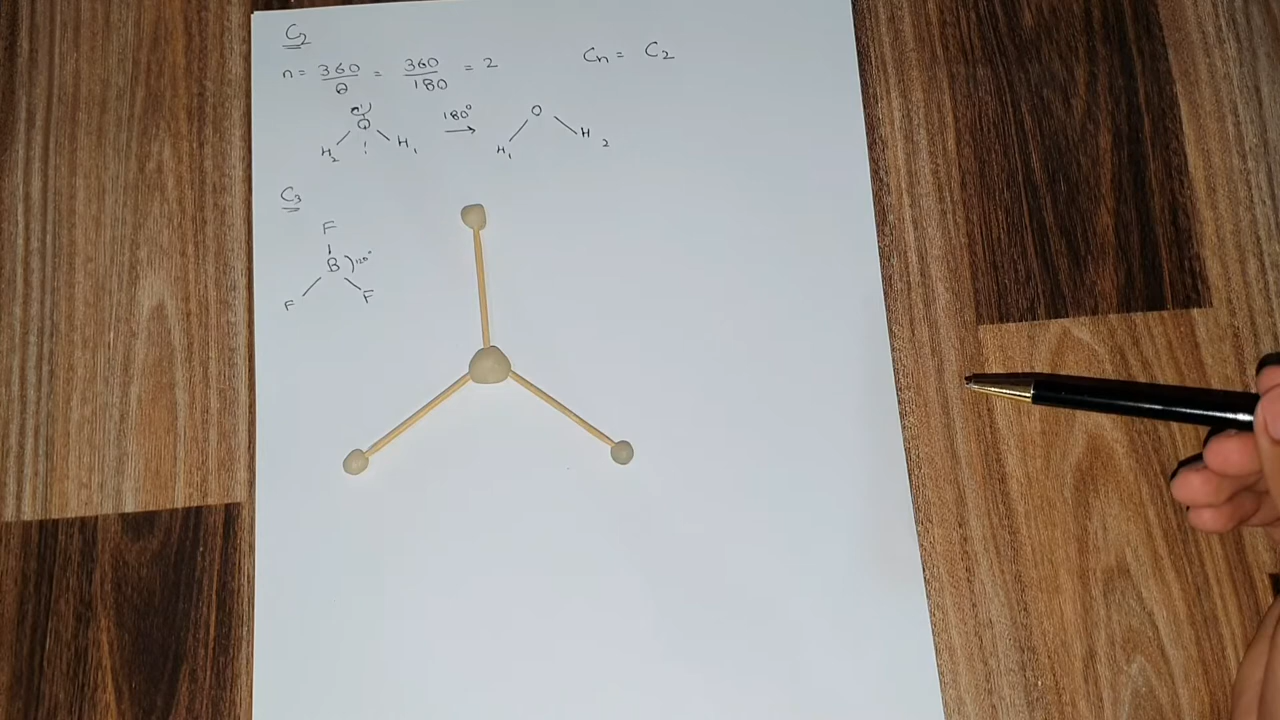 C₂
n = 360/θ = 360/180 = 2 Cn = C₂
O 180° → O
H₂ H₁ H₁ H₂
C₃
F
B 120°
F F